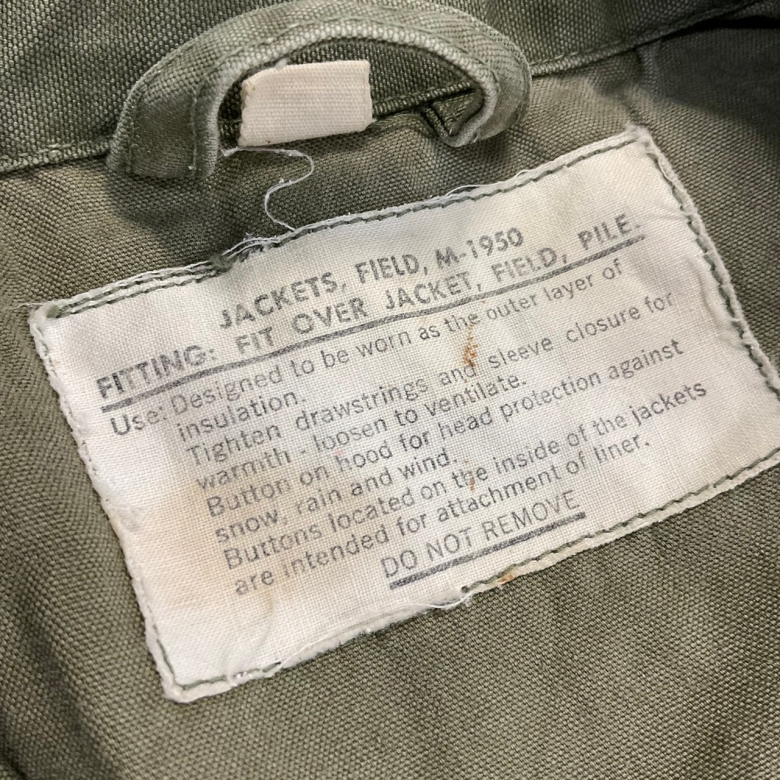 JACKETS, FIELD, M-1950
FITTING: FIT OVER JACKET, FIELD, PILE.
Use: Designed to be worn as the outer layer of
insulation.
Tighten drawstrings and sleeve closure for
warmth - loosen to ventilate.
Button on hood for head protection against
snow, rain and wind.
Buttons located on the inside of the jackets
are intended for attachment of liner.
DO NOT REMOVE